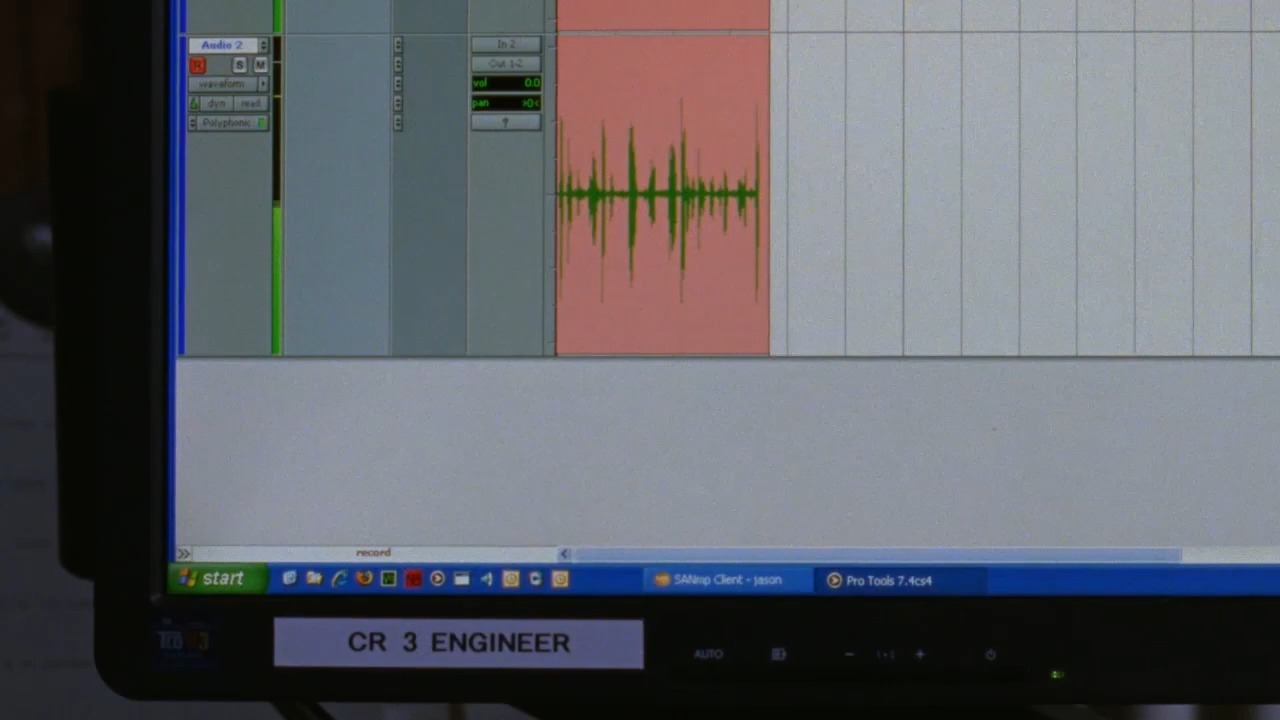 Audio 2
R S M
waveform
dyn read
Polyphonic
In 2
Out 1-2
vol 0.0
pan >0<
record
start
SANmp Client - jason
Pro Tools 7.4cs4
CR 3 ENGINEER
AUTO